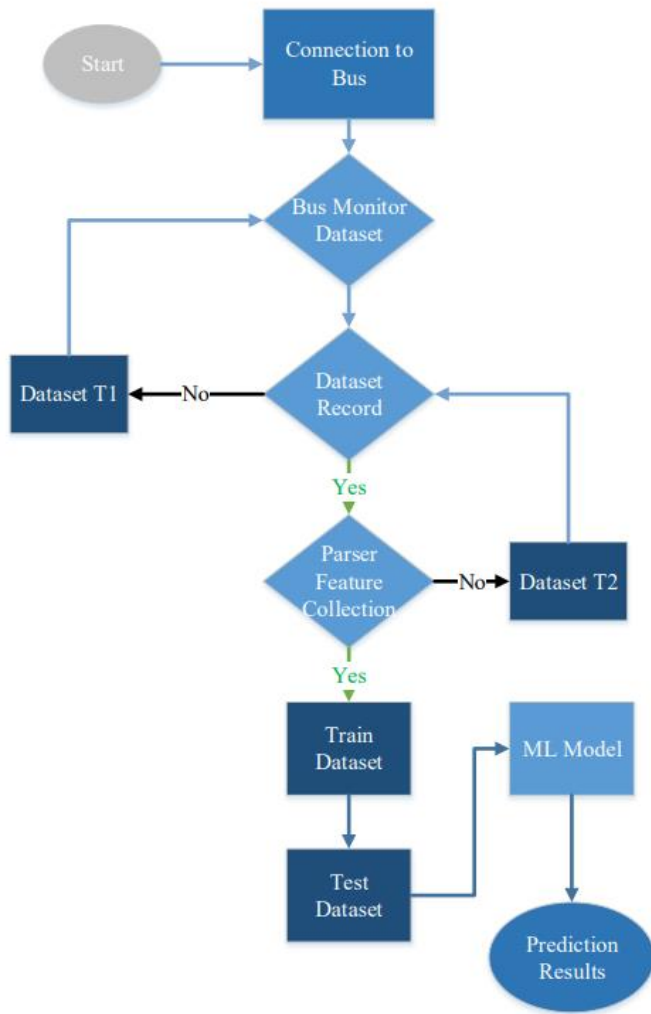 Start
Connection to
Bus
Bus Monitor
Dataset
Dataset T1
No
Dataset
Record
Yes
Parser
Feature
Collection
No
Dataset T2
Yes
Train
Dataset
ML Model
Test
Dataset
Prediction
Results